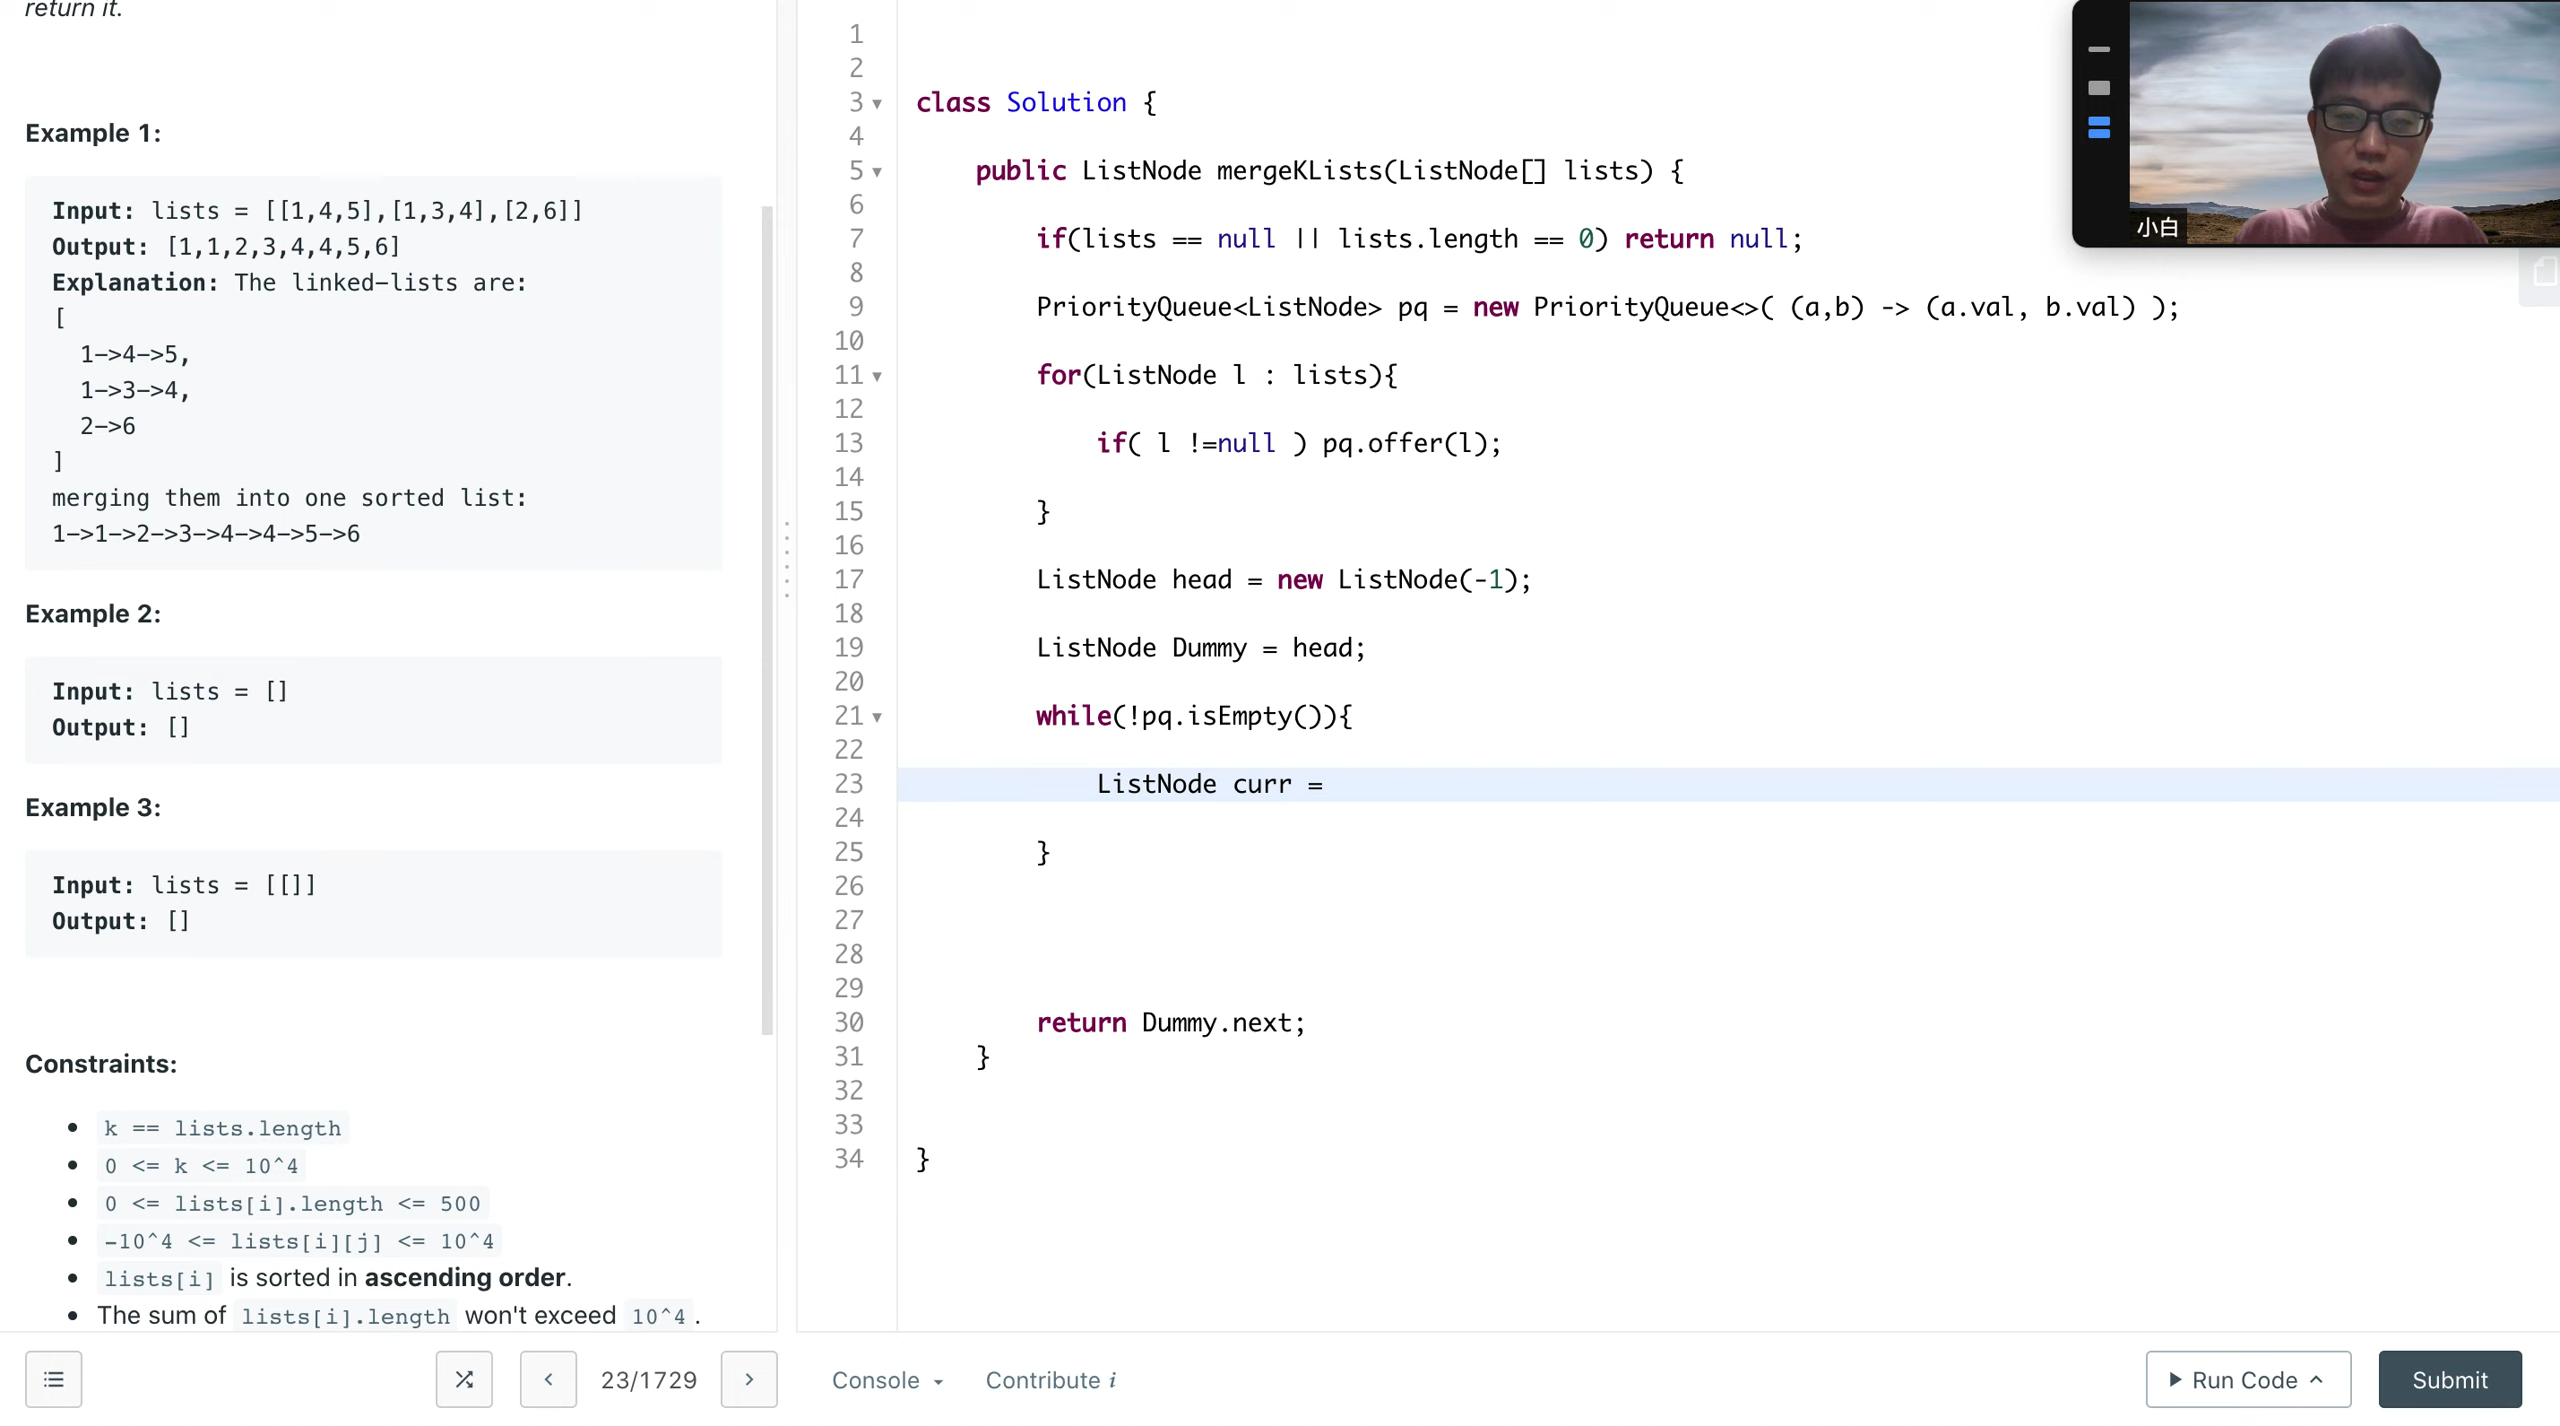 return it.
Example 1:
Input: lists = [[1,4,5],[1,3,4],[2,6]]
Output: [1,1,2,3,4,4,5,6]
Explanation: The linked-lists are:
[
1->4->5,
1->3->4,
2->6
]
merging them into one sorted list:
1->1->2->3->4->4->5->6
Example 2:
Input: lists = []
Output: []
Example 3:
Input: lists = [[]]
Output: []
Constraints:
• k == lists.length
• 0 <= k <= 10^4
• 0 <= lists[i].length <= 500
• -10^4 <= lists[i][j] <= 10^4
• lists[i] is sorted in ascending order.
• The sum of lists[i].length won't exceed 10^4.
23/1729
1
2
3 class Solution {
4
5 public ListNode mergeKLists(ListNode[] lists) {
6
7 if(lists == null || lists.length == 0) return null;
8
9 PriorityQueue<ListNode> pq = new PriorityQueue<>( (a,b) -> (a.val, b.val) );
10
11 for(ListNode l : lists){
12
13 if( l !=null ) pq.offer(l);
14
15 }
16
17 ListNode head = new ListNode(-1);
18
19 ListNode Dummy = head;
20
21 while(!pq.isEmpty()){
22
23 ListNode curr =
24
25 }
26
27
28
29
30 return Dummy.next;
31 }
32
33
34 }
Console
Contribute i
Run Code
Submit
小白